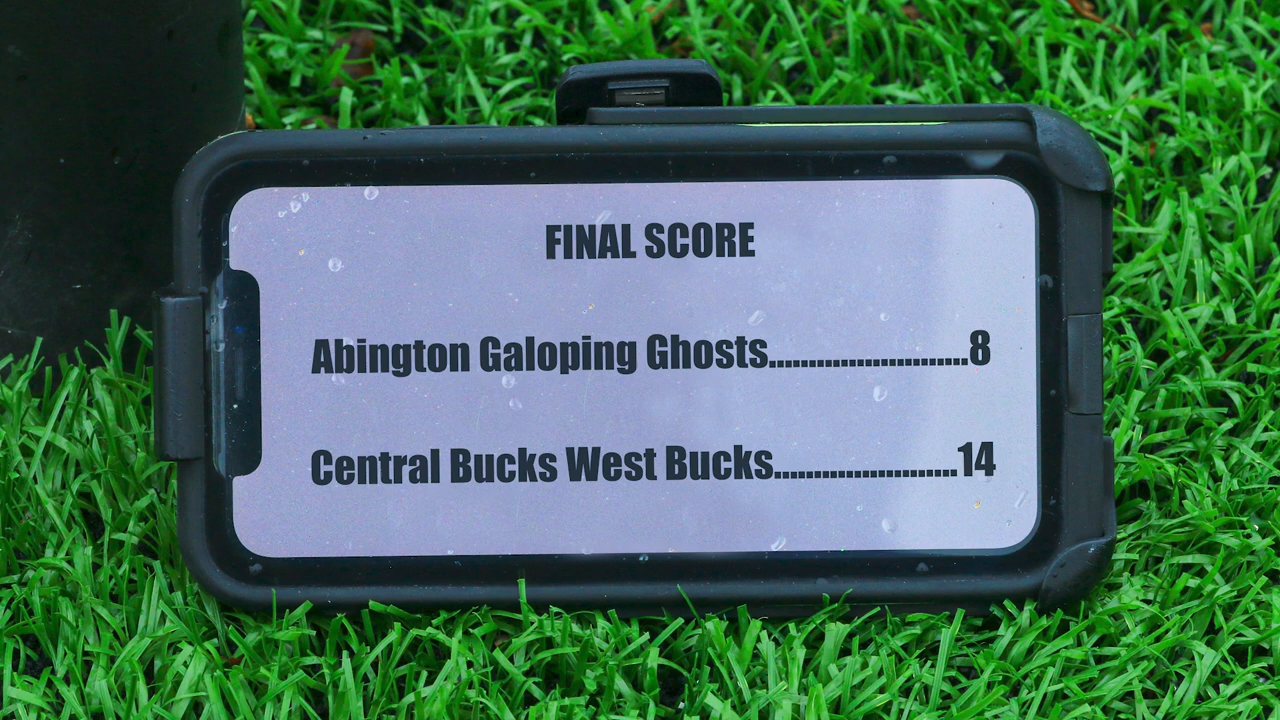 FINAL SCORE
Abington Galoping Ghosts.........................8
Central Bucks West Bucks.......................14